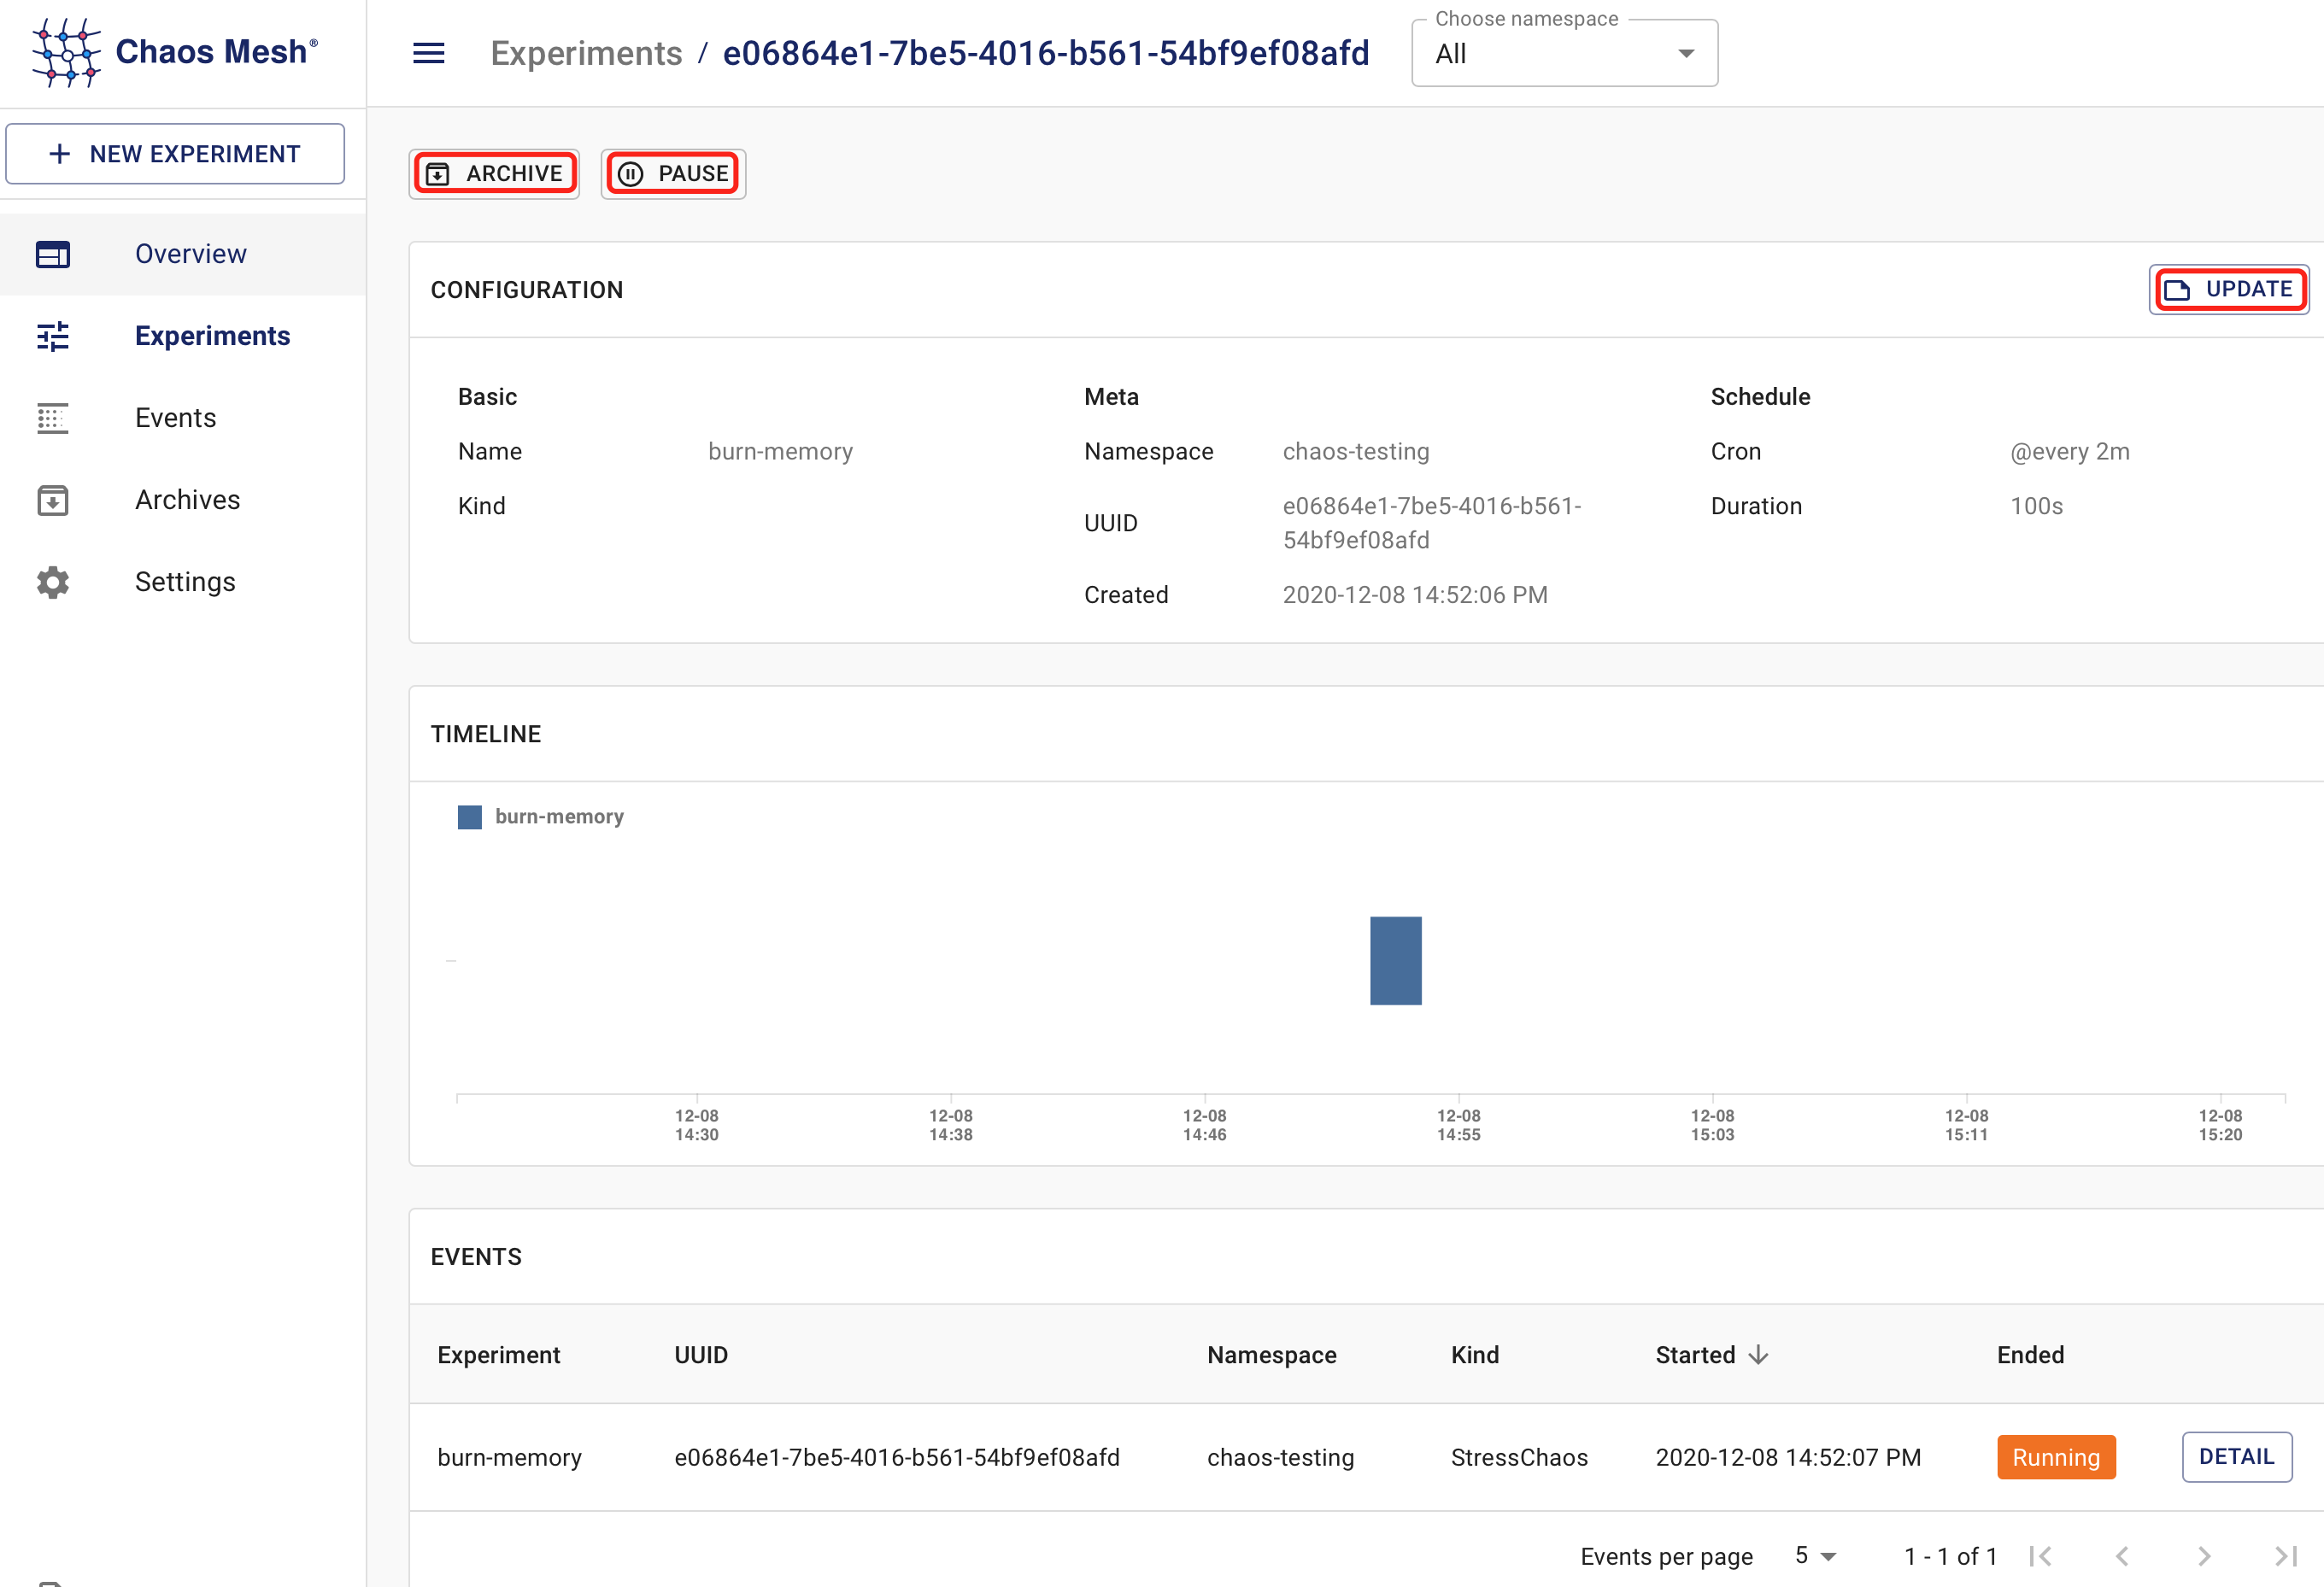 Chaos Mesh®
Experiments / e06864e1-7be5-4016-b561-54bf9ef08afd
Choose namespace
All
NEW EXPERIMENT
Overview
Experiments
Events
Archives
Settings
ARCHIVE
PAUSE
CONFIGURATION
UPDATE
Basic
Name burn-memory
Kind
Meta
Namespace chaos-testing
UUID e06864e1-7be5-4016-b561-
54bf9ef08afd
Created 2020-12-08 14:52:06 PM
Schedule
Cron @every 2m
Duration 100s
TIMELINE
burn-memory
12-08 12-08 12-08 12-08 12-08 12-08 12-08
14:30 14:38 14:46 14:55 15:03 15:11 15:20
EVENTS
Experiment UUID Namespace Kind Started Ended
burn-memory e06864e1-7be5-4016-b561-54bf9ef08afd chaos-testing StressChaos 2020-12-08 14:52:07 PM Running DETAIL
Events per page 5 1 - 1 of 1